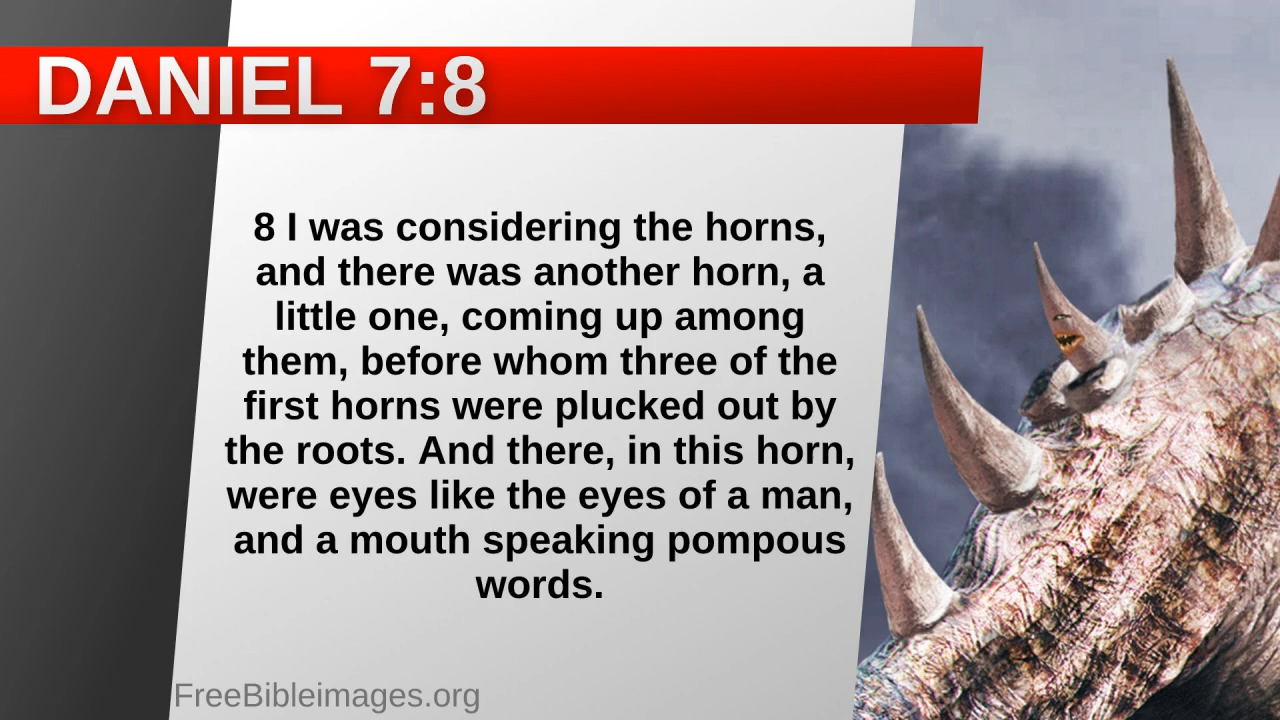 DANIEL 7:8
8 I was considering the horns,
and there was another horn, a
little one, coming up among
them, before whom three of the
first horns were plucked out by
the roots. And there, in this horn,
were eyes like the eyes of a man,
and a mouth speaking pompous
words.
FreeBibleimages.org